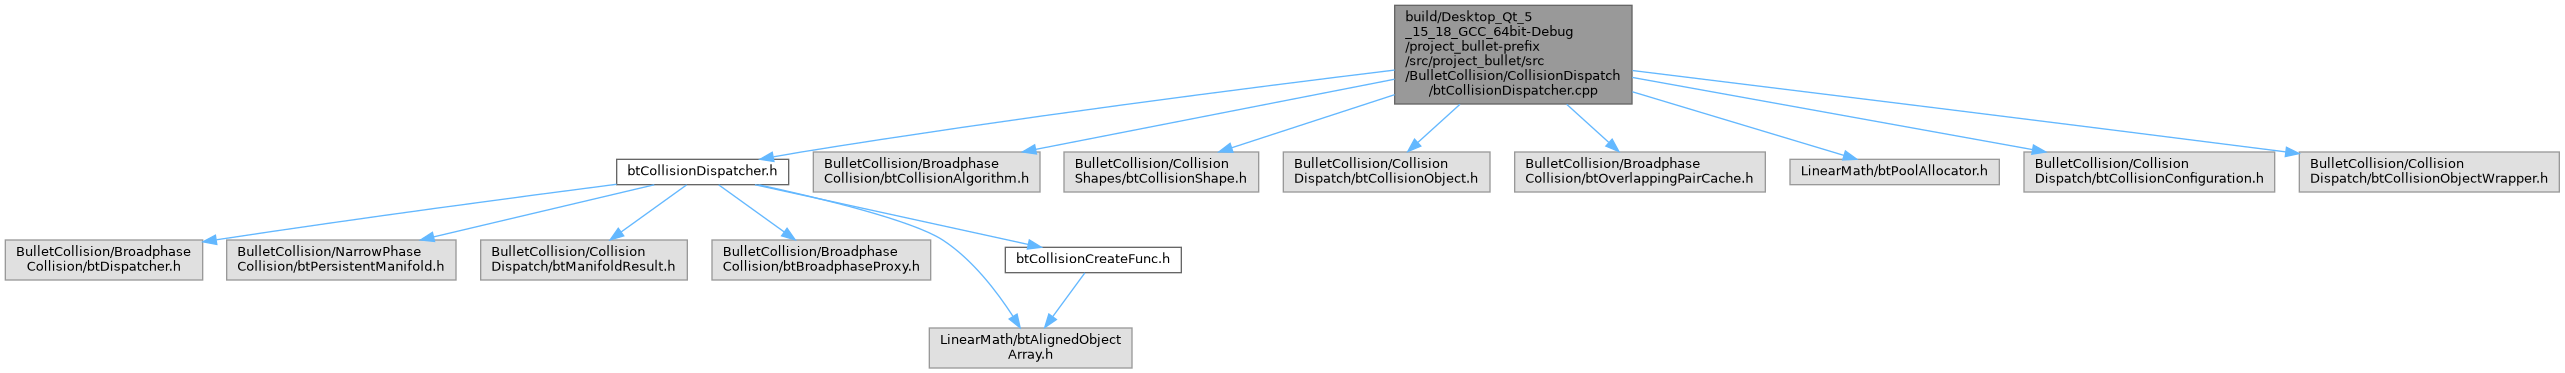 build/Desktop_Qt_5
_15_18_GCC_64bit-Debug
/project_bullet-prefix
/src/project_bullet/src
/BulletCollision/CollisionDispatch
/btCollisionDispatcher.cpp
btCollisionDispatcher.h
BulletCollision/Broadphase
Collision/btCollisionAlgorithm.h
BulletCollision/Collision
Shapes/btCollisionShape.h
BulletCollision/Collision
Dispatch/btCollisionObject.h
BulletCollision/Broadphase
Collision/btOverlappingPairCache.h
LinearMath/btPoolAllocator.h
BulletCollision/Collision
Dispatch/btCollisionConfiguration.h
BulletCollision/Collision
Dispatch/btCollisionObjectWrapper.h
BulletCollision/Broadphase
Collision/btDispatcher.h
BulletCollision/NarrowPhase
Collision/btPersistentManifold.h
BulletCollision/Collision
Dispatch/btManifoldResult.h
BulletCollision/Broadphase
Collision/btBroadphaseProxy.h
btCollisionCreateFunc.h
LinearMath/btAlignedObject
Array.h